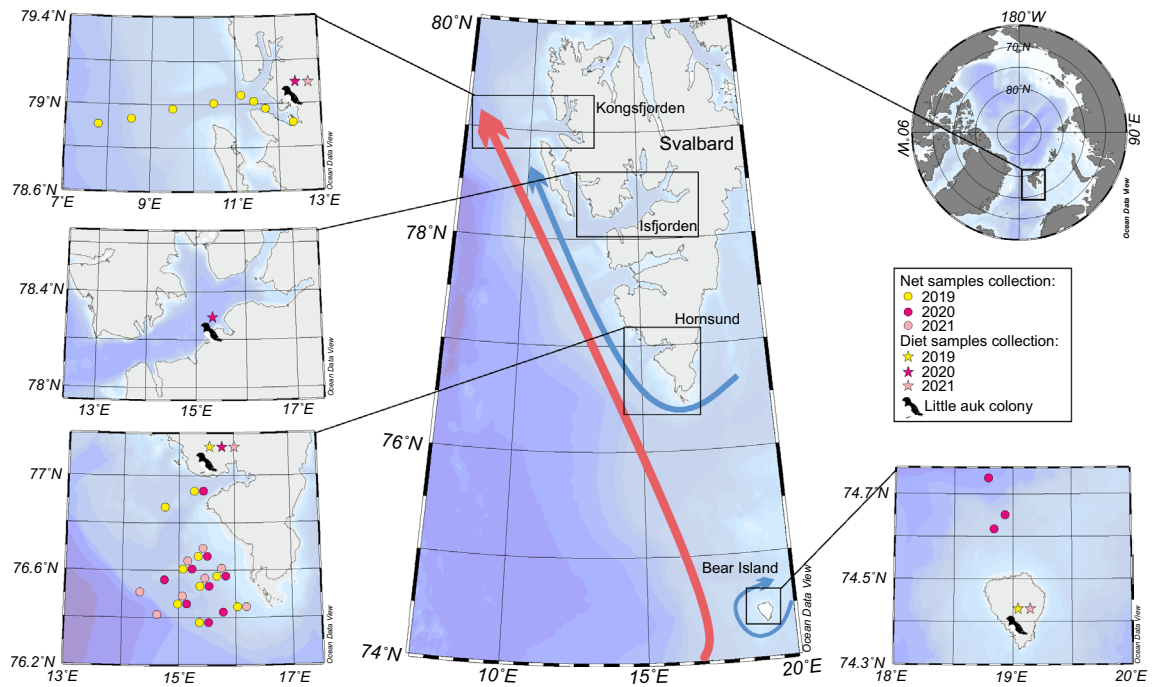 79.4˚N
79˚N
78.6˚N
7˚E
9˚E
11˚E
13˚E
Ocean Data View
78.4˚N
78˚N
13˚E
15˚E
17˚E
Ocean Data View
77˚N
76.6˚N
76.2˚N
13˚E
15˚E
17˚E
Ocean Data View
80˚N
78˚N
76˚N
74˚N
10˚E
15˚E
20˚E
Kongsfjorden
Svalbard
Isfjorden
Hornsund
Bear Island
Ocean Data View
180˚W
70˚N
80˚N
90˚W
90˚E
Ocean Data View
Net samples collection:
2019
2020
2021
Diet samples collection:
2019
2020
2021
Little auk colony
74.7˚N
74.5˚N
74.3˚N
18˚E
19˚E
20˚E
Ocean Data View